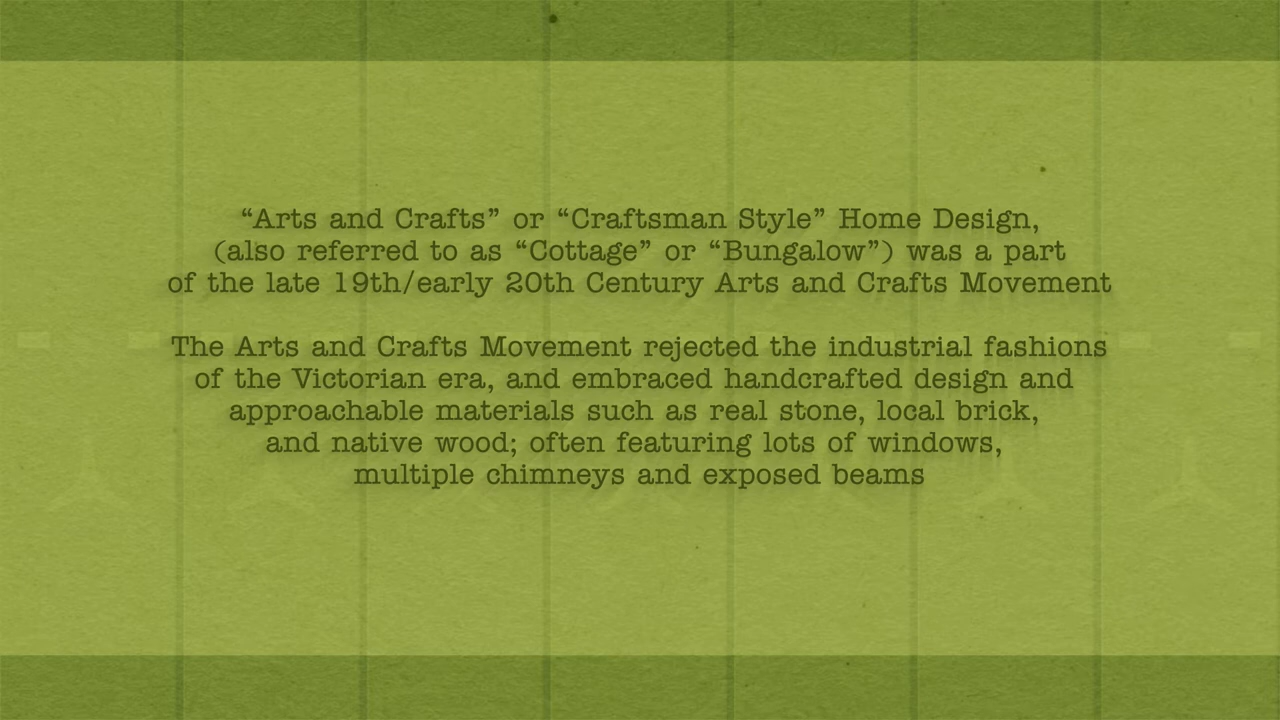 “Arts and Crafts” or “Craftsman Style” Home Design,
(also referred to as “Cottage” or “Bungalow”) was a part
of the late 19th/early 20th Century Arts and Crafts Movement
The Arts and Crafts Movement rejected the industrial fashions
of the Victorian era, and embraced handcrafted design and
approachable materials such as real stone, local brick,
and native wood; often featuring lots of windows,
multiple chimneys and exposed beams